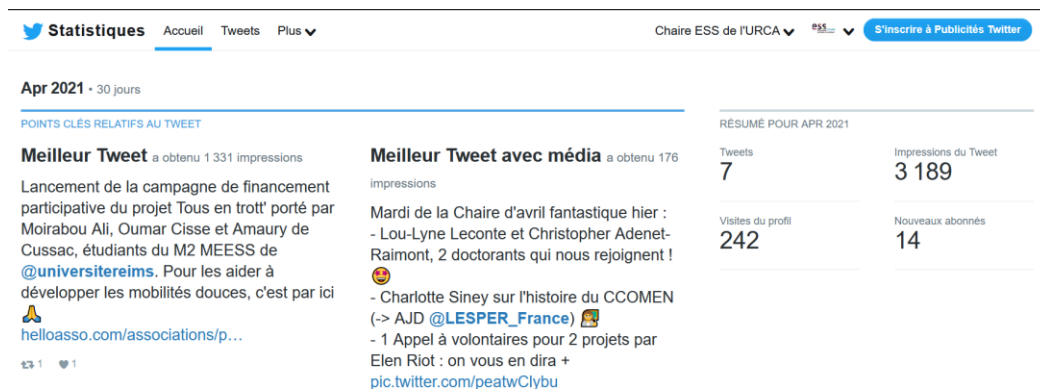 Statistiques Accueil Tweets Plus
Chaire ESS de l'URCA ess S'inscrire à Publicités Twitter
Apr 2021 • 30 jours
POINTS CLÉS RELATIFS AU TWEET
Meilleur Tweet a obtenu 1 331 impressions
Lancement de la campagne de financement
participative du projet Tous en trott' porté par
Moirabou Ali, Oumar Cisse et Amaury de
Cussac, étudiants du M2 MEESS de
@universitereims. Pour les aider à
développer les mobilités douces, c'est par ici
🙏
helloasso.com/associations/p…
1 1
Meilleur Tweet avec média a obtenu 176
impressions
Mardi de la Chaire d'avril fantastique hier :
- Lou-Lyne Leconte et Christopher Adenet-
Raimont, 2 doctorants qui nous rejoignent !
🤩
- Charlotte Siney sur l'histoire du CCOMEN
(-> AJD @LESPER_France) 👩‍🏫
- 1 Appel à volontaires pour 2 projets par
Elen Riot : on vous en dira +
pic.twitter.com/peatwClybu
RÉSUMÉ POUR APR 2021
Tweets
7
Impressions du Tweet
3 189
Visites du profil
242
Nouveaux abonnés
14